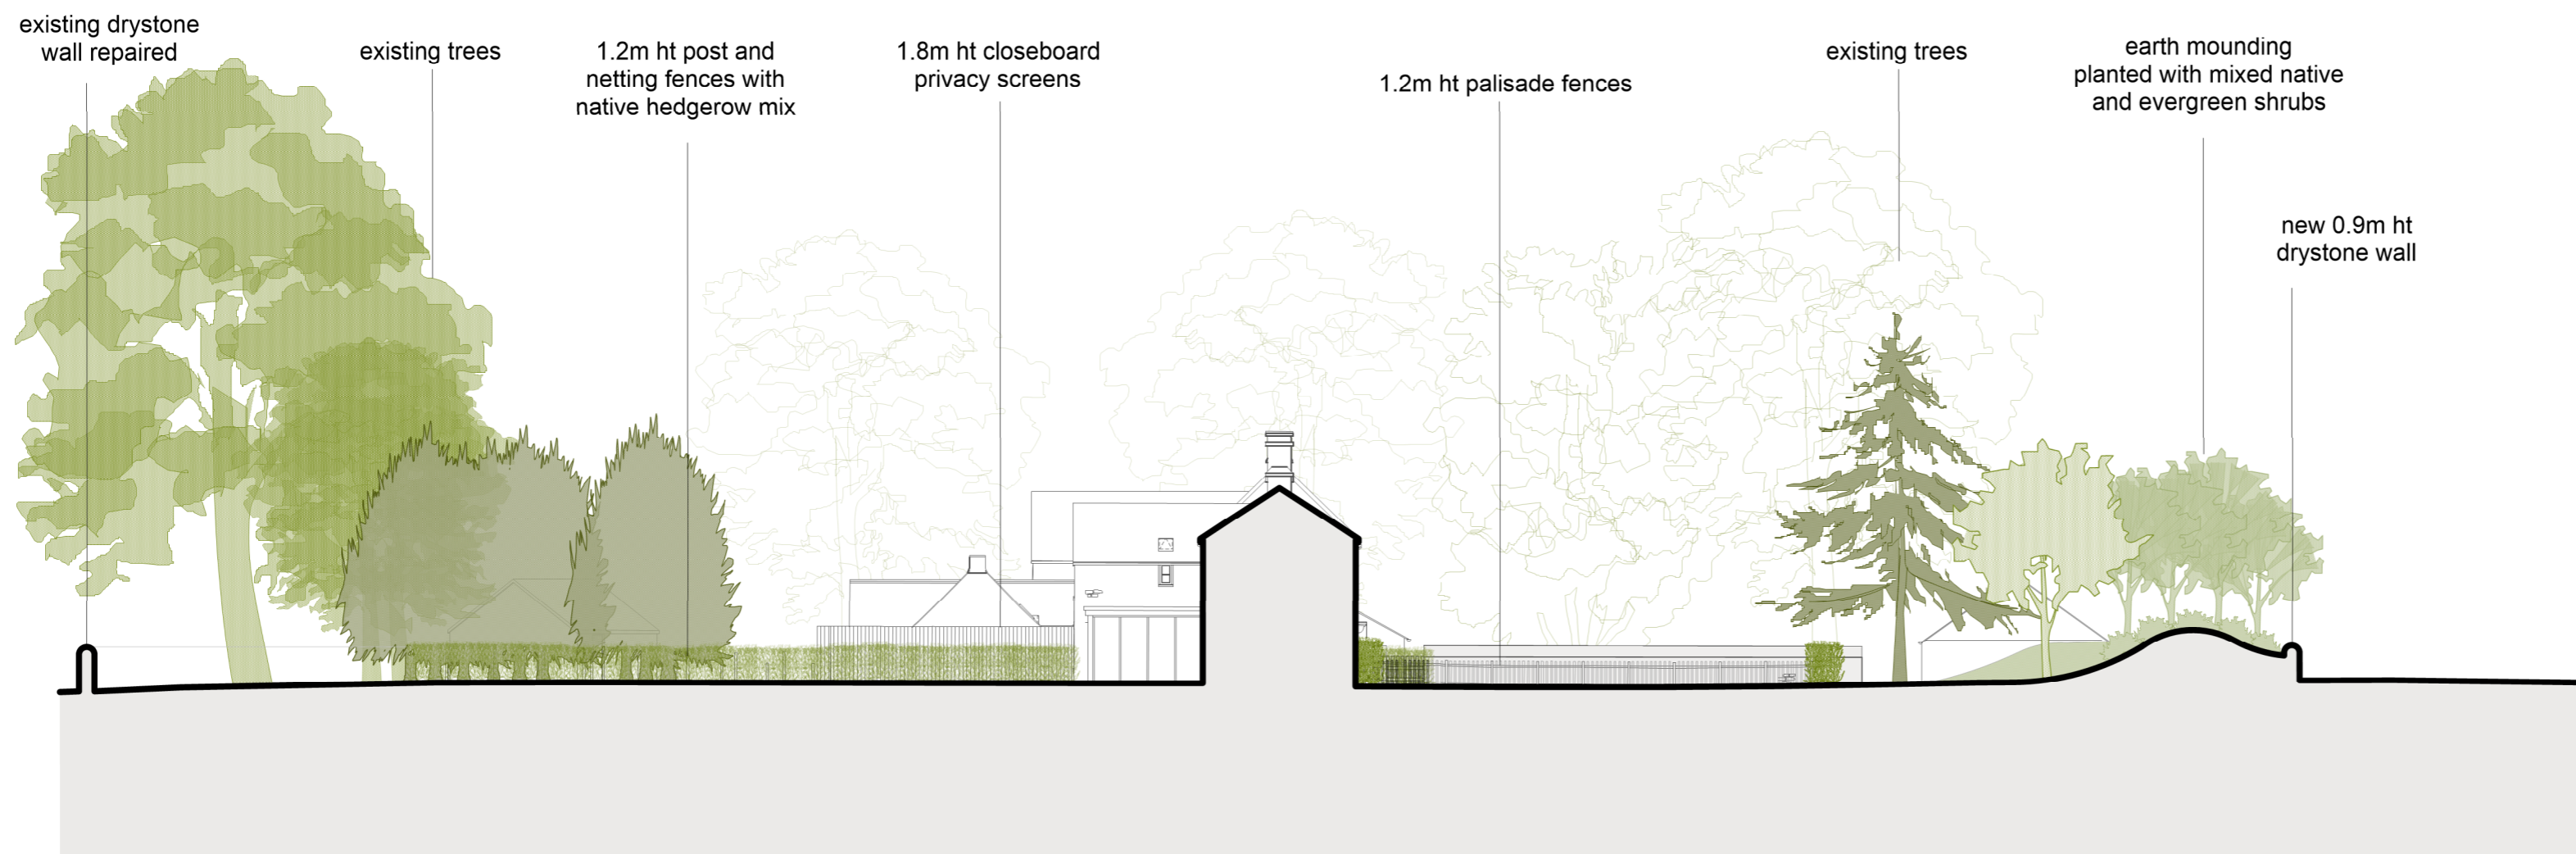 existing drystone
wall repaired
existing trees
1.2m ht post and
netting fences with
native hedgerow mix
1.8m ht closeboard
privacy screens
1.2m ht palisade fences
existing trees
earth mounding
planted with mixed native
and evergreen shrubs
new 0.9m ht
drystone wall